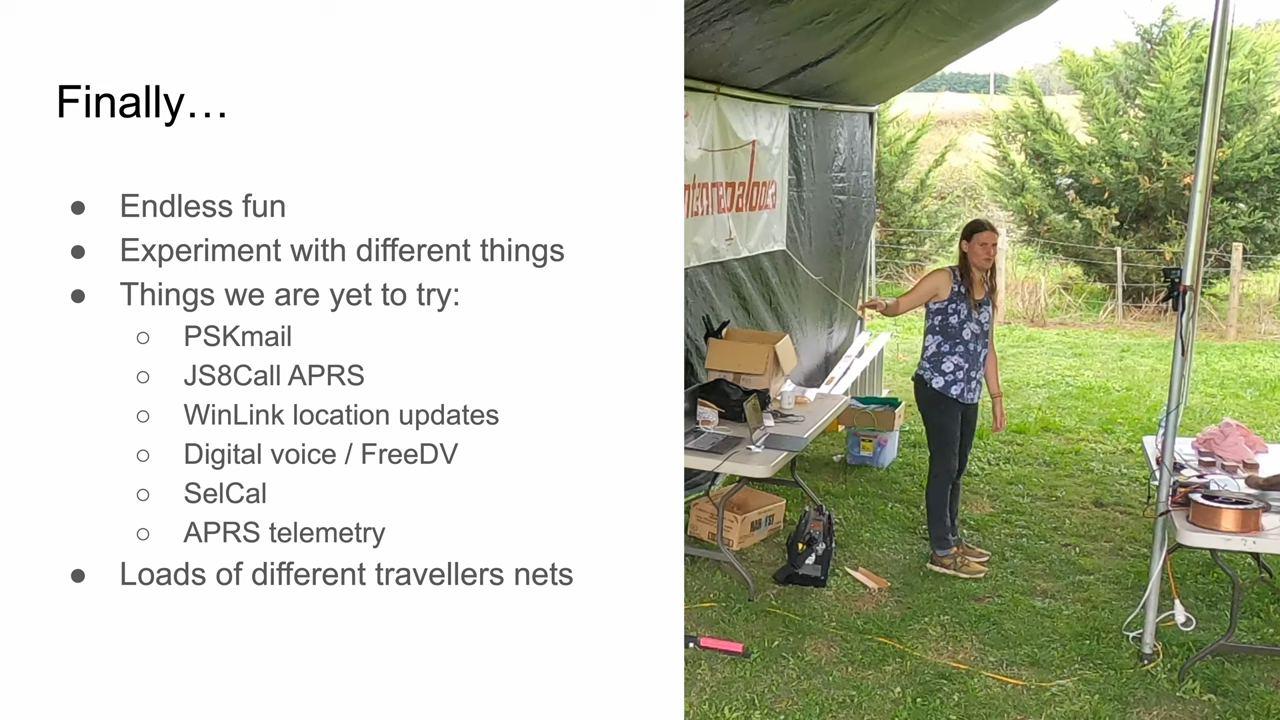 Finally…
● Endless fun
● Experiment with different things
● Things we are yet to try:
○ PSKmail
○ JS8Call APRS
○ WinLink location updates
○ Digital voice / FreeDV
○ SelCal
○ APRS telemetry
● Loads of different travellers nets